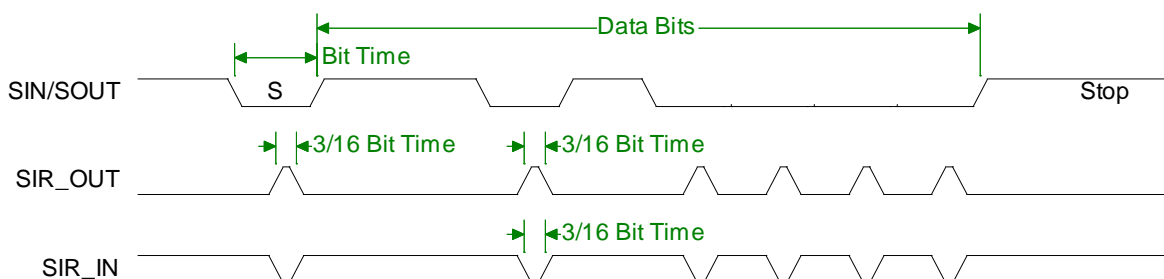 Data Bits
Bit Time
SIN/SOUT S Stop
3/16 Bit Time 3/16 Bit Time
SIR_OUT
3/16 Bit Time
SIR_IN